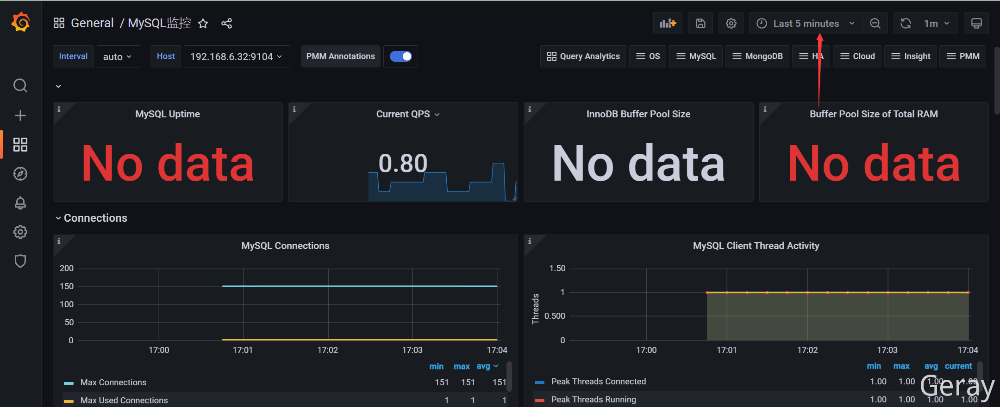 General / MySQL监控
Last 5 minutes
1m
Interval
auto
Host
192.168.6.32:9104
PMM Annotations
Query Analytics
OS
MySQL
MongoDB
HA
Cloud
Insight
PMM
MySQL Uptime
No data
Current QPS
0.80
InnoDB Buffer Pool Size
No data
Buffer Pool Size of Total RAM
No data
Connections
MySQL Connections
200
150
100
50
0
17:00 17:01 17:02 17:03 17:04
min max avg
Max Connections 151 151 151
Max Used Connections 1 1 1
MySQL Client Thread Activity
Threads
1.50
1
0.500
0
17:00 17:01 17:02 17:03 17:04
min max avg current
Peak Threads Connected 1.00 1.00 1.00 1.00
Peak Threads Running 1.00 1.00 1.00 1.00
Geray